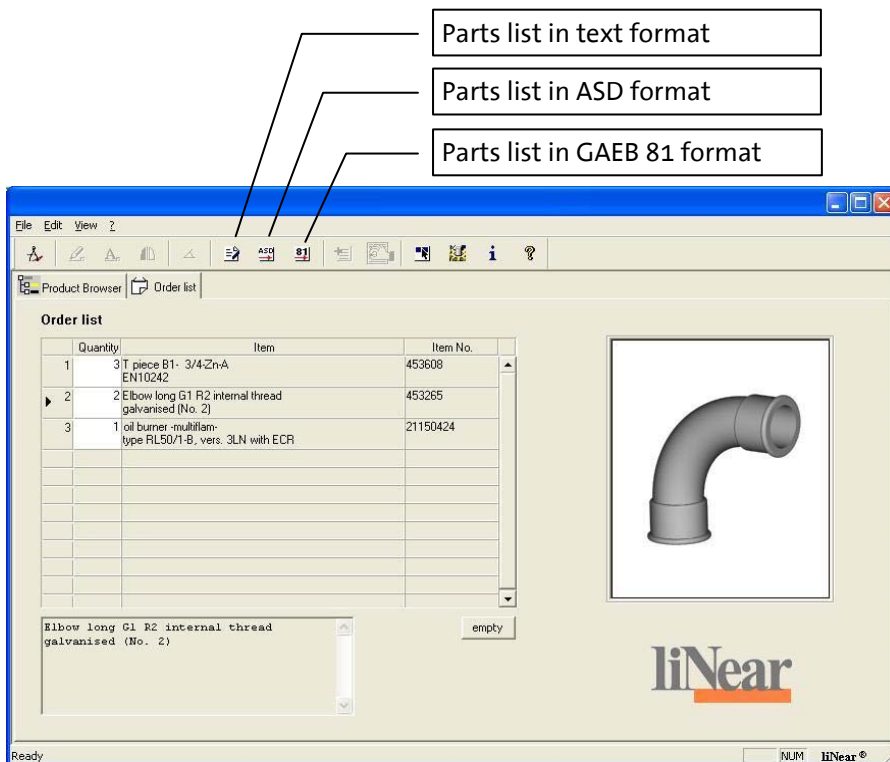 Parts list in text format
Parts list in ASD format
Parts list in GAEB 81 format
File Edit View ?
ASD 81 i ?
Product Browser Order list
Order list
Quantity Item Item No.
1 3 T piece B1- 3/4-Zn-A 453608
EN10242
2 2 Elbow long G1 R2 internal thread 453265
galvanised (No. 2)
3 1 oil burner -multiflam- 21150424
type RL50/1-B, vers. 3LN with ECR
Elbow long G1 R2 internal thread
galvanised (No. 2)
empty
liNear
Ready NUM liNear ®